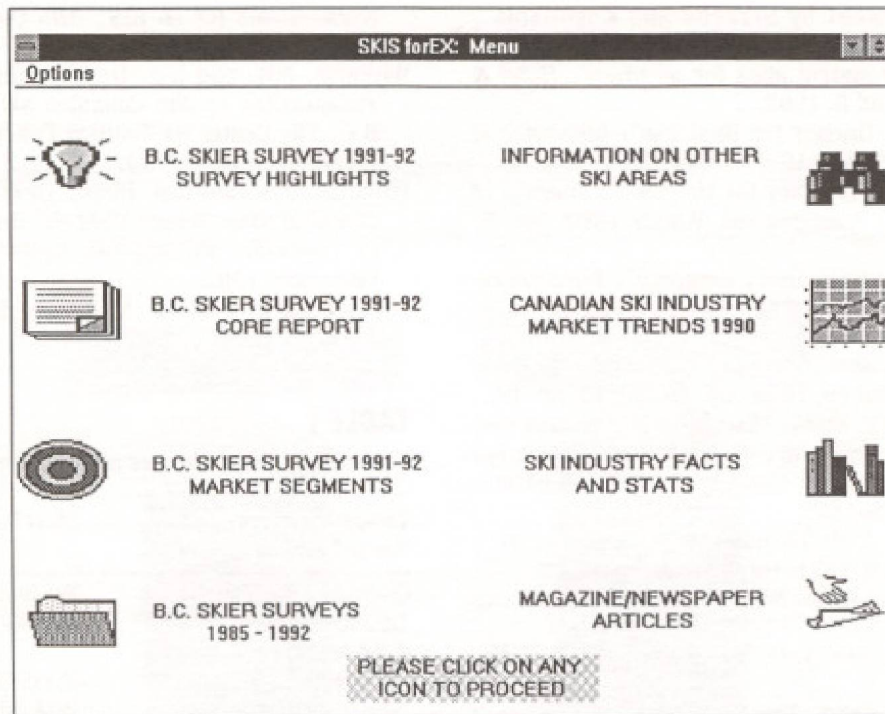 SKIS forEX: Menu
Options
B.C. SKIER SURVEY 1991-92
SURVEY HIGHLIGHTS
INFORMATION ON OTHER
SKI AREAS
B.C. SKIER SURVEY 1991-92
CORE REPORT
CANADIAN SKI INDUSTRY
MARKET TRENDS 1990
B.C. SKIER SURVEY 1991-92
MARKET SEGMENTS
SKI INDUSTRY FACTS
AND STATS
B.C. SKIER SURVEYS
1985 - 1992
MAGAZINE/NEWSPAPER
ARTICLES
PLEASE CLICK ON ANY
ICON TO PROCEED